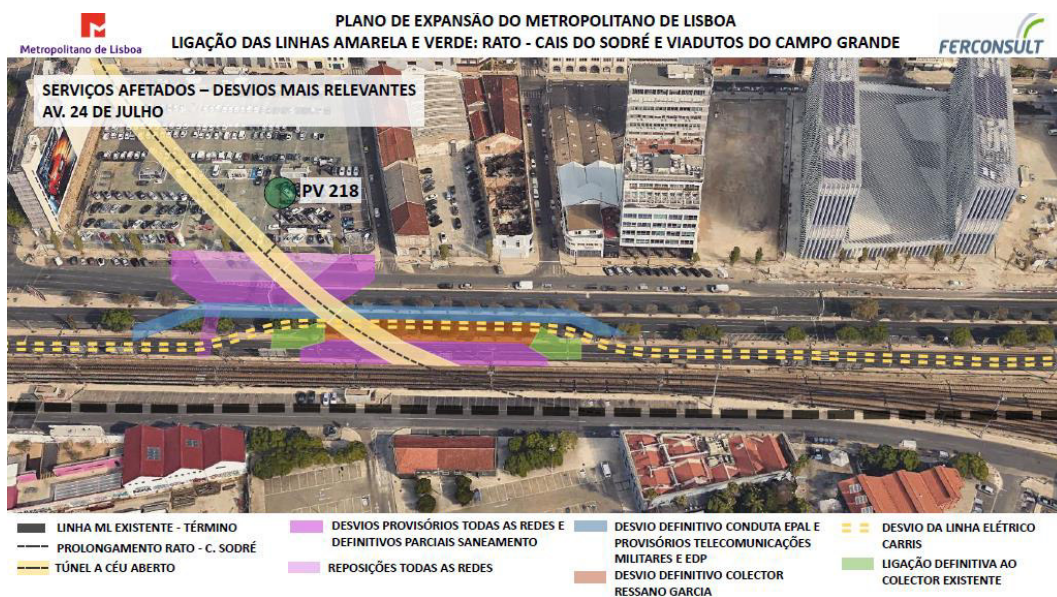 PLANO DE EXPANSÃO DO METROPOLITANO DE LISBOA
Metropolitano de Lisboa
LIGAÇÃO DAS LINHAS AMARELA E VERDE: RATO - CAIS DO SODRÉ E VIADUTOS DO CAMPO GRANDE
FERCONSULT
SERVIÇOS AFETADOS – DESVIOS MAIS RELEVANTES
AV. 24 DE JULHO
PV 218
LINHA ML EXISTENTE - TÉRMINO
PROLONGAMENTO RATO - C. SODRÉ
TÚNEL A CÉU ABERTO
DESVIOS PROVISÓRIOS TODAS AS REDES E
DEFINITIVOS PARCIAIS SANEAMENTO
REPOSIÇÕES TODAS AS REDES
DESVIO DEFINITIVO CONDUTA EPAL E
PROVISÓRIOS TELECOMUNICAÇÕES
MILITARES E EDP
DESVIO DEFINITIVO COLECTOR
RESSANO GARCIA
DESVIO DA LINHA ELÉTRICO
CARRIS
LIGAÇÃO DEFINITIVA AO
COLECTOR EXISTENTE